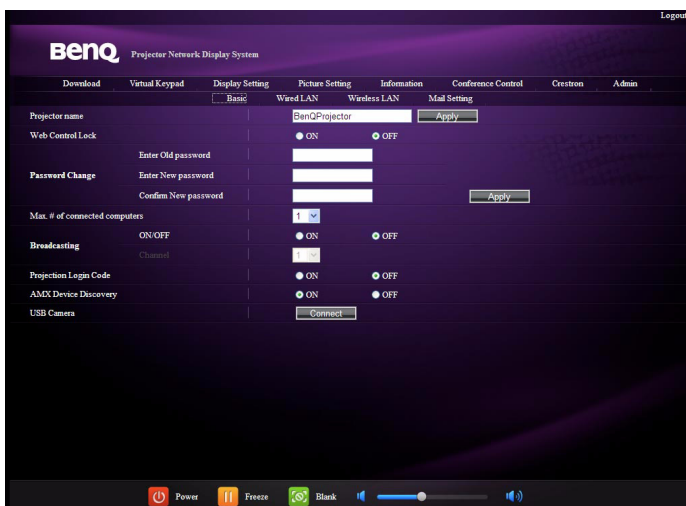 Logout
BenQ Projector Network Display System
Download Virtual Keypad Display Setting Picture Setting Information Conference Control Crestron Admin
Basic Wired LAN Wireless LAN Mail Setting
Projector name BenQProjector Apply
Web Control Lock ON OFF
Enter Old password
Password Change Enter New password
Confirm New password Apply
Max. # of connected computers 1
ON/OFF ON OFF
Broadcasting
Channel 1
Projection Login Code ON OFF
AMX Device Discovery ON OFF
USB Camera Connect
Power Freeze Blank